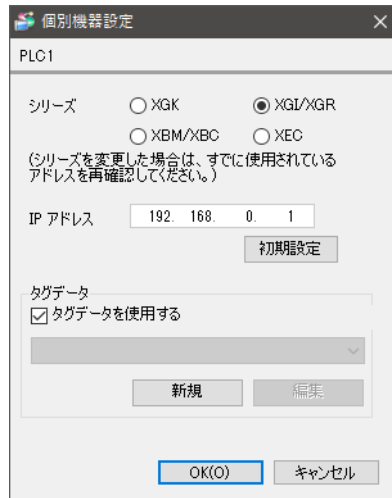 個別機器設定
PLC1
シリーズ XGK XGI/XGR
XBM/XBC XEC
(シリーズを変更した場合は、すでに使用されている
アドレスを再確認してください。)
IP アドレス 192. 168. 0. 1
初期設定
タグデータ
タグデータを使用する
新規 編集
OK(O) キャンセル